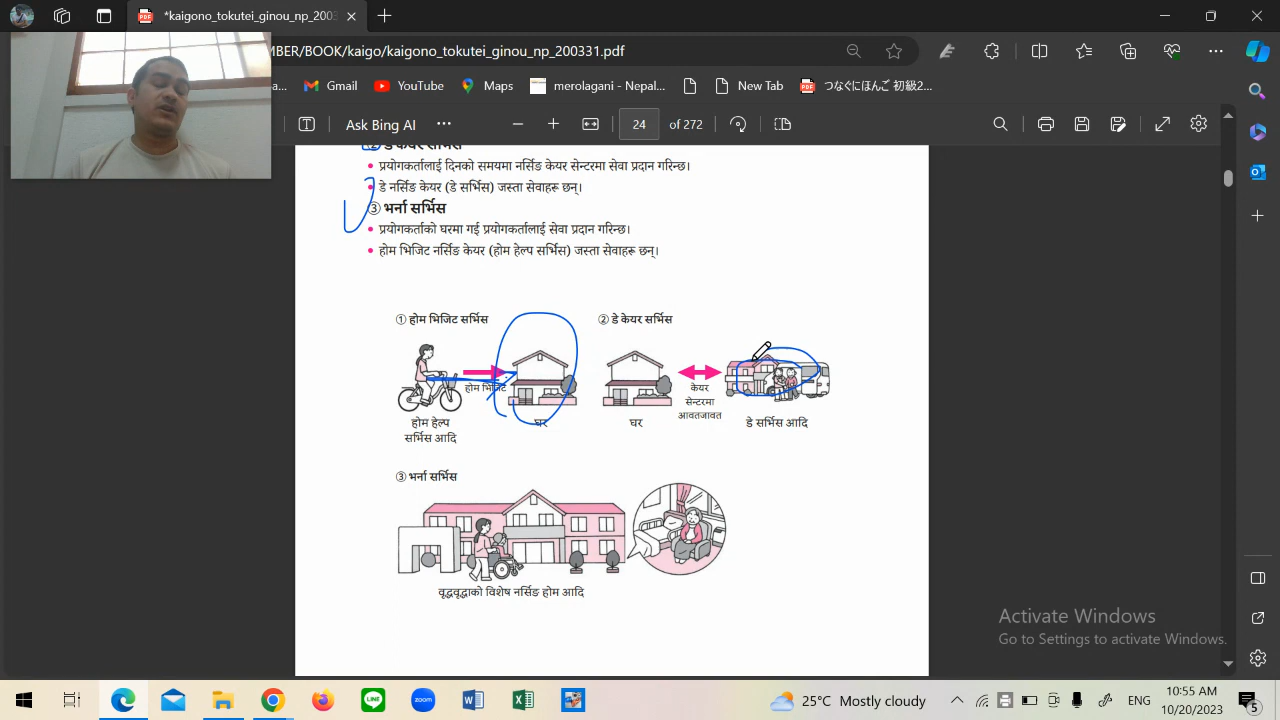 *kaigono_tokutei_ginou_np_200
MBER/BOOK/kaigo/kaigono_tokutei_ginou_np_200331.pdf
a...
Gmail
YouTube
Maps
merolagani - Nepal...
New Tab
つなぐにほんご 初級2...
Ask Bing AI
24 of 272
डे केयर सर्भिस
प्रयोगकर्तालाई दिनको समयमा नर्सिङ केयर सेन्टरमा सेवा प्रदान गरिन्छ।
डे नर्सिङ केयर (डे सर्भिस) जस्ता सेवाहरू छन्।
③ भर्ना सर्भिस
प्रयोगकर्ताको घरमा गई प्रयोगकर्तालाई सेवा प्रदान गरिन्छ।
होम भिजिट नर्सिङ केयर (होम हेल्प सर्भिस) जस्ता सेवाहरू छन्।
① होम भिजिट सर्भिस
② डे केयर सर्भिस
होम भिजिट
केयर
सेन्टरमा
आवतजावत
होम हेल्प
सर्भिस आदि
घर
घर
डे सर्भिस आदि
③ भर्ना सर्भिस
वृद्धवृद्धाको विशेष नर्सिङ होम आदि
Activate Windows
Go to Settings to activate Windows.
25°C Mostly cloudy
ENG
10:55 AM
10/20/2023
5